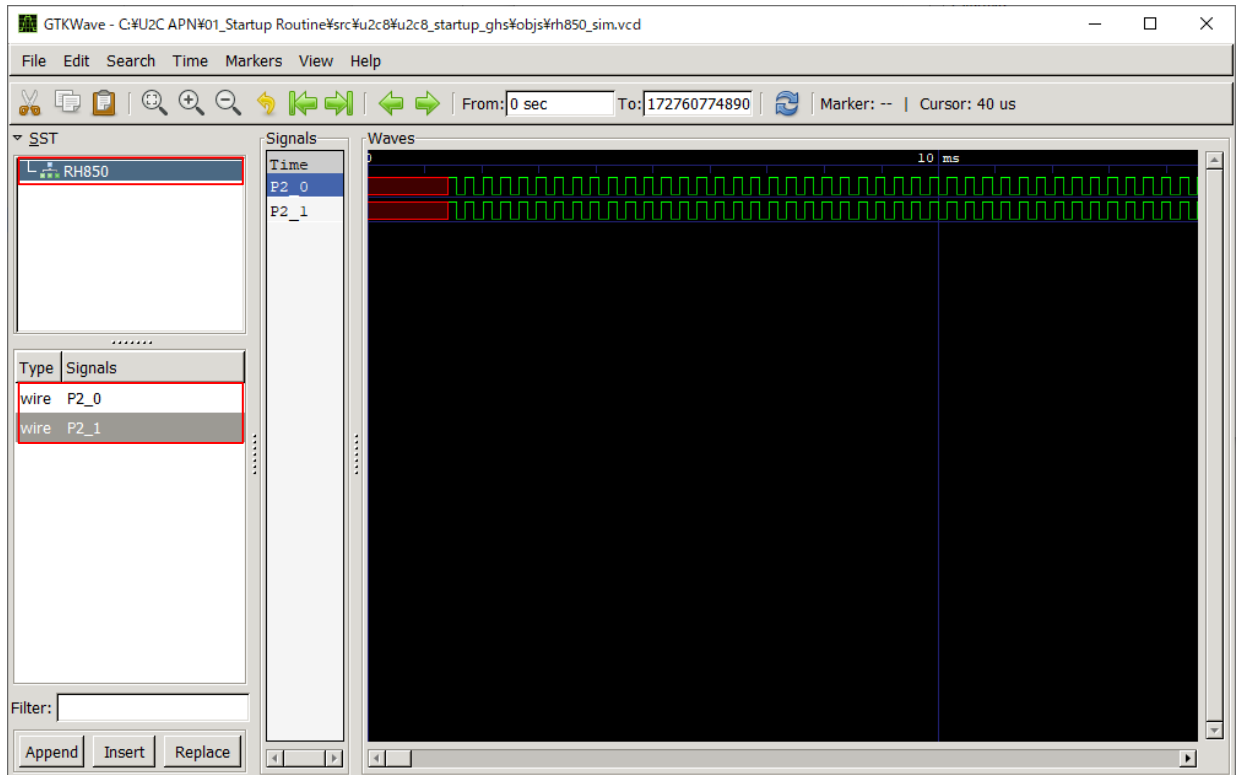 GTKWave - C:¥U2C APN¥01_Startup Routine¥src¥u2c8¥u2c8_startup_ghs¥objs¥rh850_sim.vcd
File Edit Search Time Markers View Help
From: 0 sec To: 172760774890 Marker: -- | Cursor: 40 us
SST
RH850
Type Signals
wire P2_0
wire P2_1
Filter:
Append Insert Replace
Signals
Time
P2_0
P2_1
Waves
0 10 ms